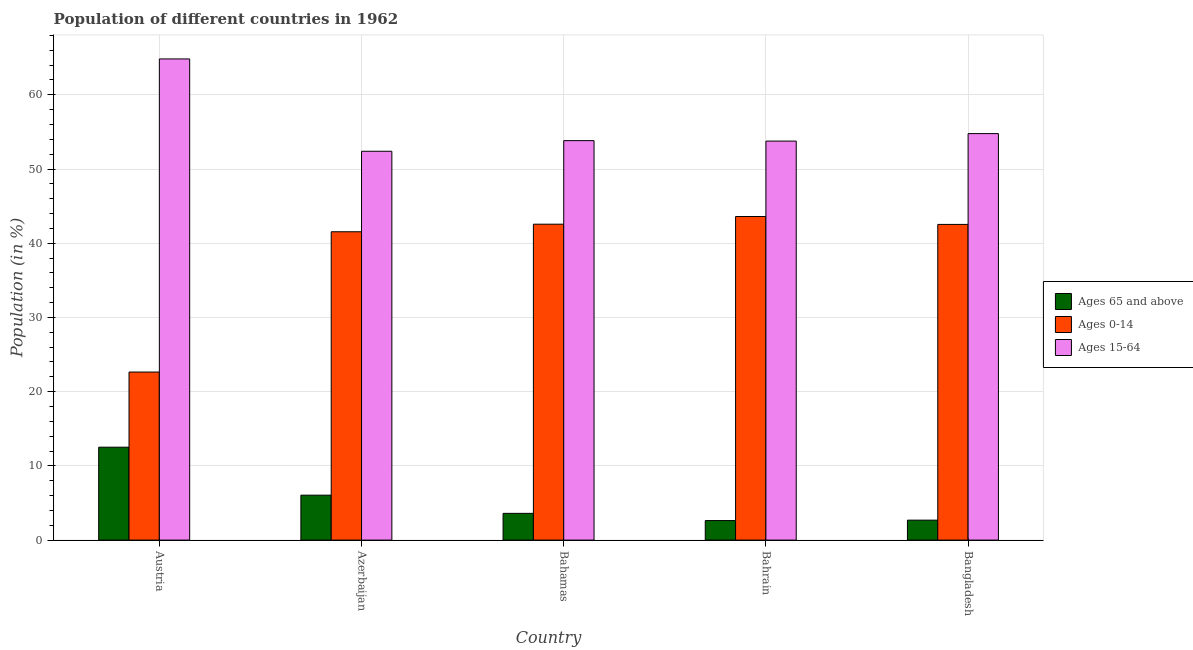 Population of different countries in 1962
Population (in %)
60
50
40
30
20
10
0
Austria
Azerbaijan
Bahamas
Bahrain
Bangladesh
Country
Ages 65 and above
Ages 0-14
Ages 15-64